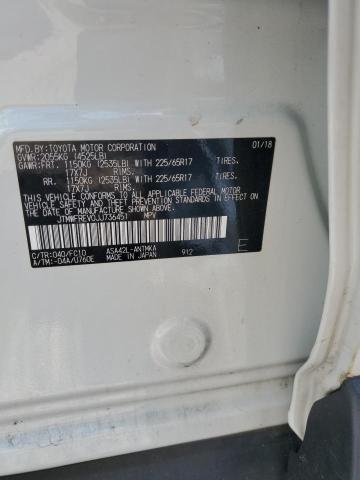 MFD.BY:TOYOTA MOTOR CORPORATION 01/18
GVWR:2055KG (4525LB)
GAWR:FRT. 1150KG (2535LB) WITH 225/65R17 TIRES,
17X7J RIMS,
RR. 1150KG (2535LB) WITH 225/65R17 TIRES,
17X7J RIMS,
THIS VEHICLE CONFORMS TO ALL APPLICABLE FEDERAL MOTOR
VEHICLE SAFETY AND THEFT PREVENTION STANDARDS IN EFFECT
ON THE DATE OF MANUFACTURE SHOWN ABOVE.
JTMWFREV0JJ736451 MPV
C/TR:040/FC10 ASA42L-ANTMKA
A/TM:-04A/U760E MADE IN JAPAN 912 E